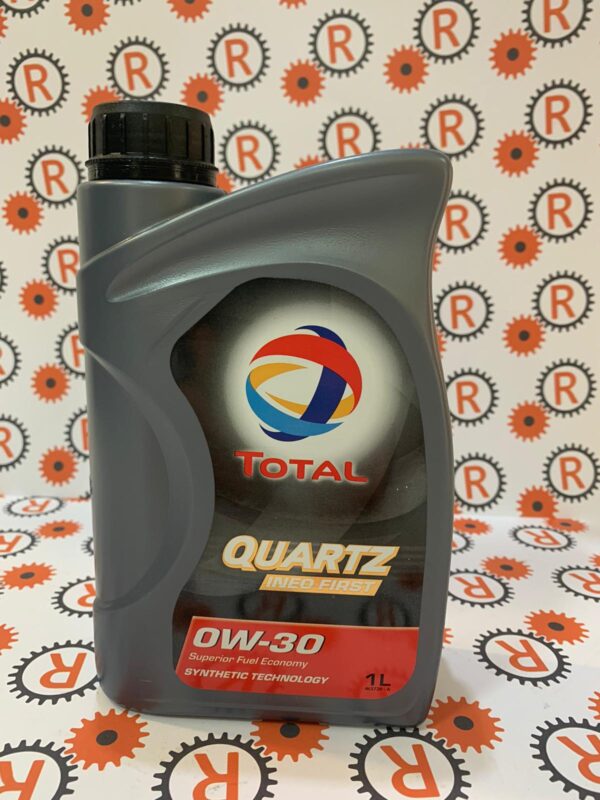 TOTAL
QUARTZ
INEO FIRST
0W-30
Superior Fuel Economy
SYNTHETIC TECHNOLOGY
1L